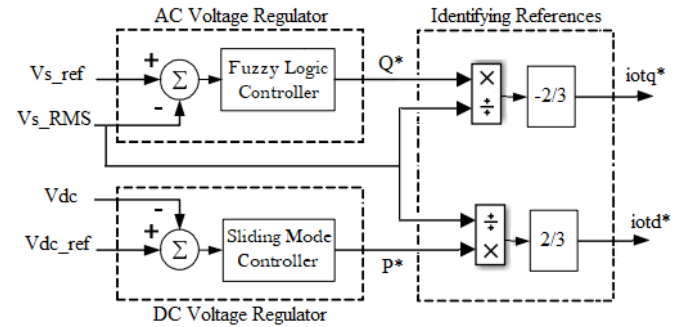 AC Voltage Regulator
Identifying References
Vs_ref
+
Σ
-
Fuzzy Logic
Controller
Q*
×
÷
-2/3
iotq*
Vs_RMS
Vdc
-
+
Σ
Vdc_ref
Sliding Mode
Controller
P*
÷
×
2/3
iotd*
DC Voltage Regulator